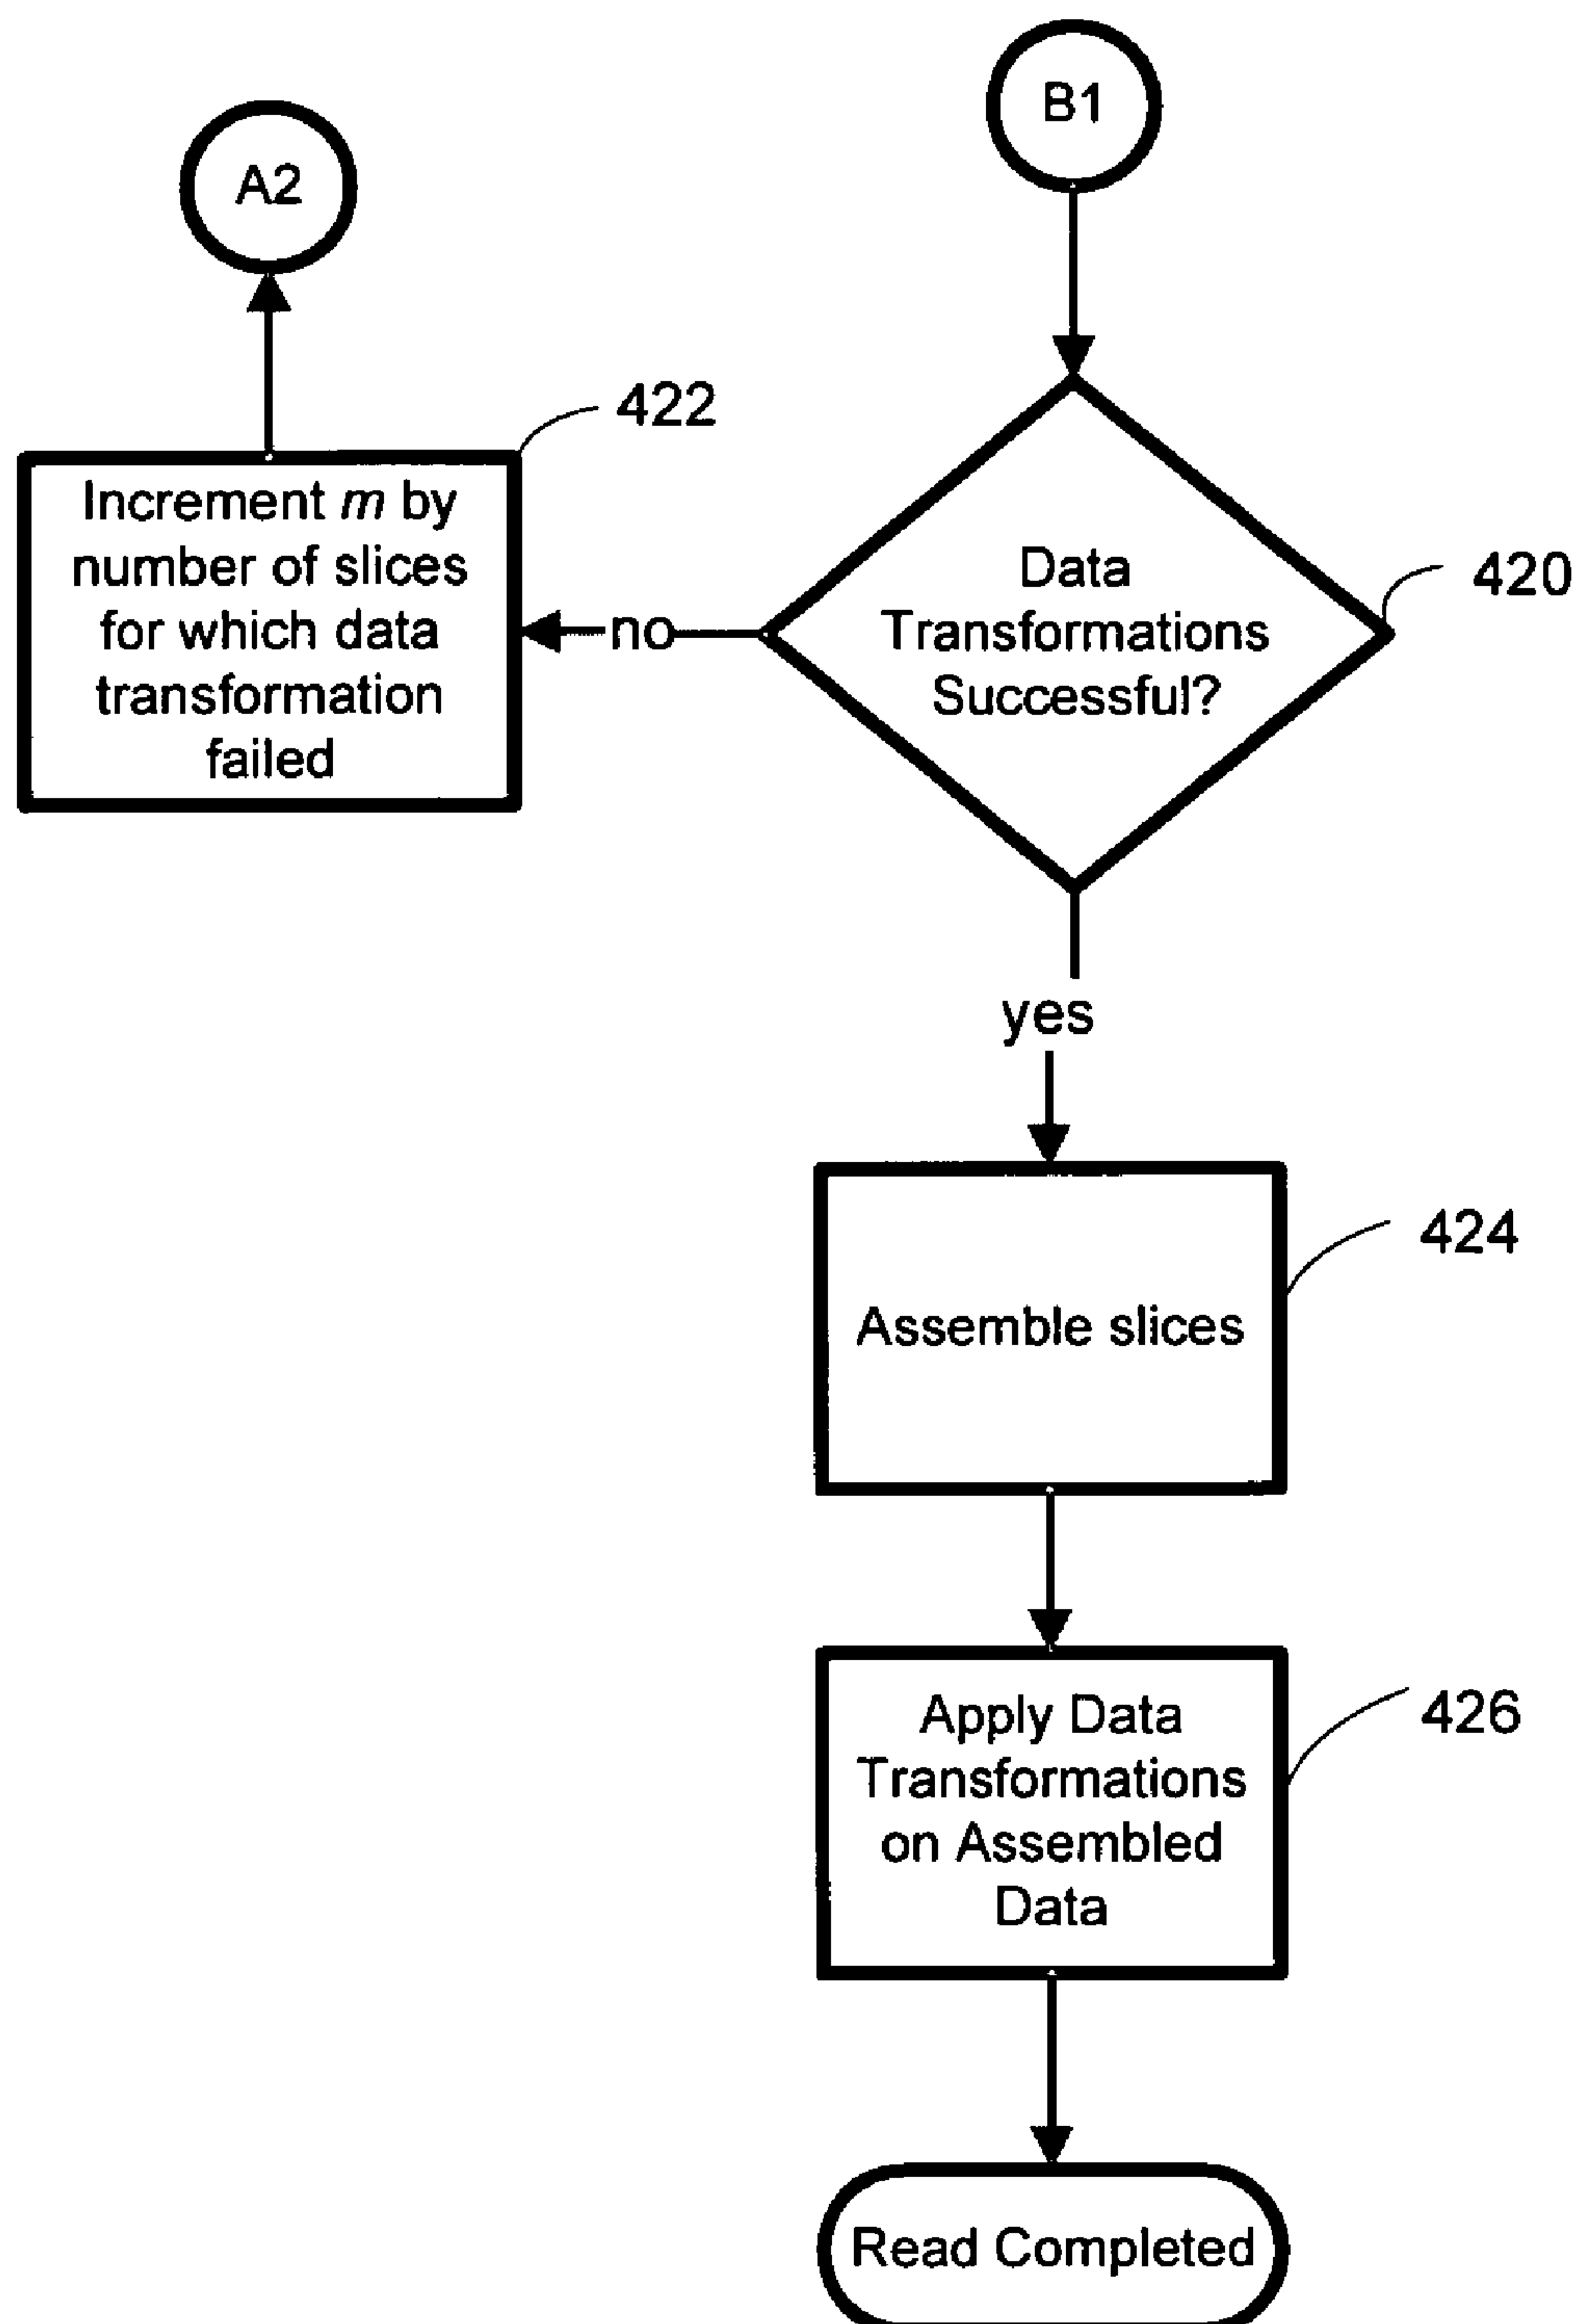 B1
A2
422
Increment m by
number of slices
for which data
transformation
failed
no
Data
Transformations
Successful?
420
yes
424
Assemble slices
426
Apply Data
Transformations
on Assembled
Data
Read Completed